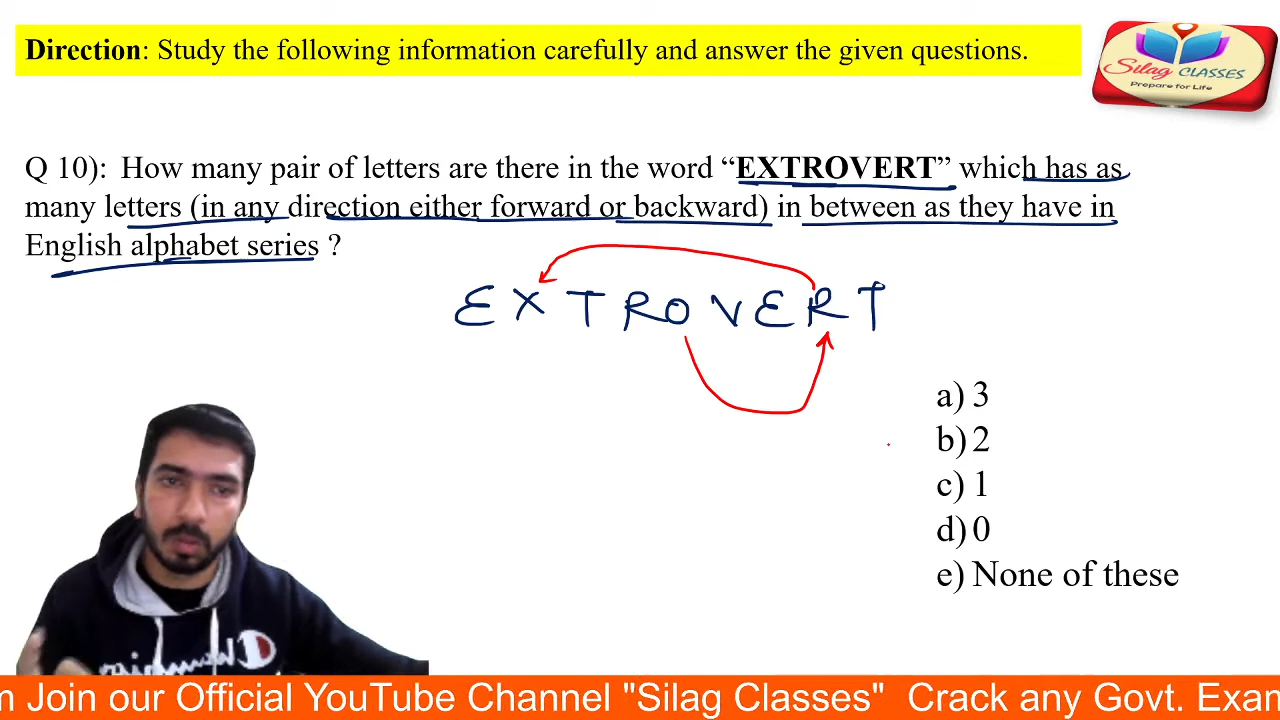 Direction: Study the following information carefully and answer the given questions.
Silag CLASSES
Prepare for Life
Q 10): How many pair of letters are there in the word “EXTROVERT” which has as
many letters (in any direction either forward or backward) in between as they have in
English alphabet series ?
E X T R O V E R T
a) 3
b) 2
c) 1
d) 0
e) None of these
m Join our Official YouTube Channel "Silag Classes" Crack any Govt. Exan